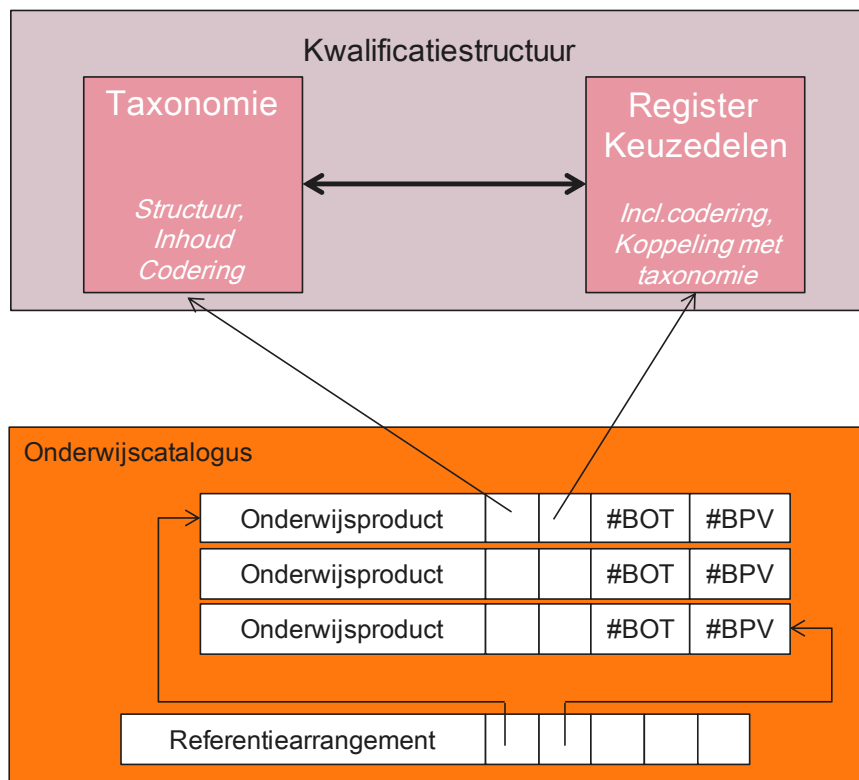 Kwalificatiestructuur
Taxonomie
Structuur,
Inhoud
Codering
Register
Keuzedelen
Incl.codering,
Koppeling met
taxonomie
Onderwijscatalogus
Onderwijsproduct #BOT #BPV
Onderwijsproduct #BOT #BPV
Onderwijsproduct #BOT #BPV
Referentiearrangement